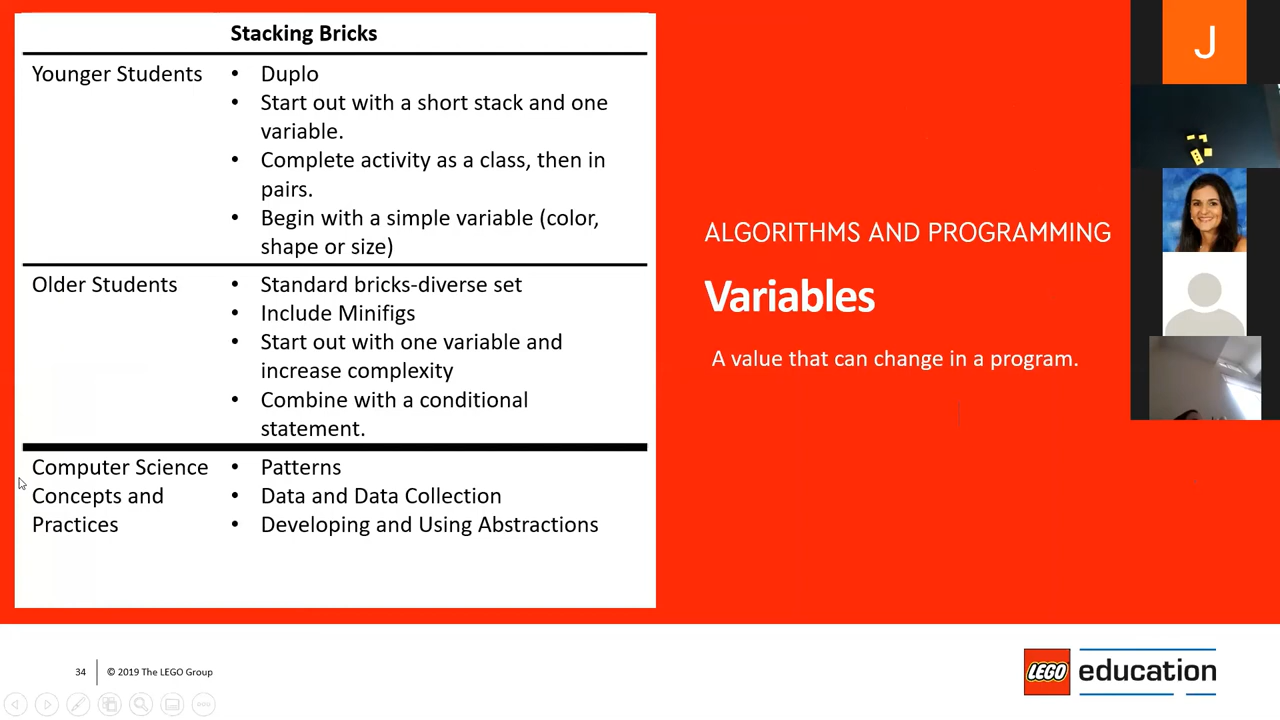 Stacking Bricks
Younger Students
• Duplo
• Start out with a short stack and one
variable.
• Complete activity as a class, then in
pairs.
• Begin with a simple variable (color,
shape or size)
Older Students
• Standard bricks-diverse set
• Include Minifigs
• Start out with one variable and
increase complexity
• Combine with a conditional
statement.
Computer Science
Concepts and
Practices
• Patterns
• Data and Data Collection
• Developing and Using Abstractions
ALGORITHMS AND PROGRAMMING
Variables
A value that can change in a program.
J
34
© 2019 The LEGO Group
LEGO education